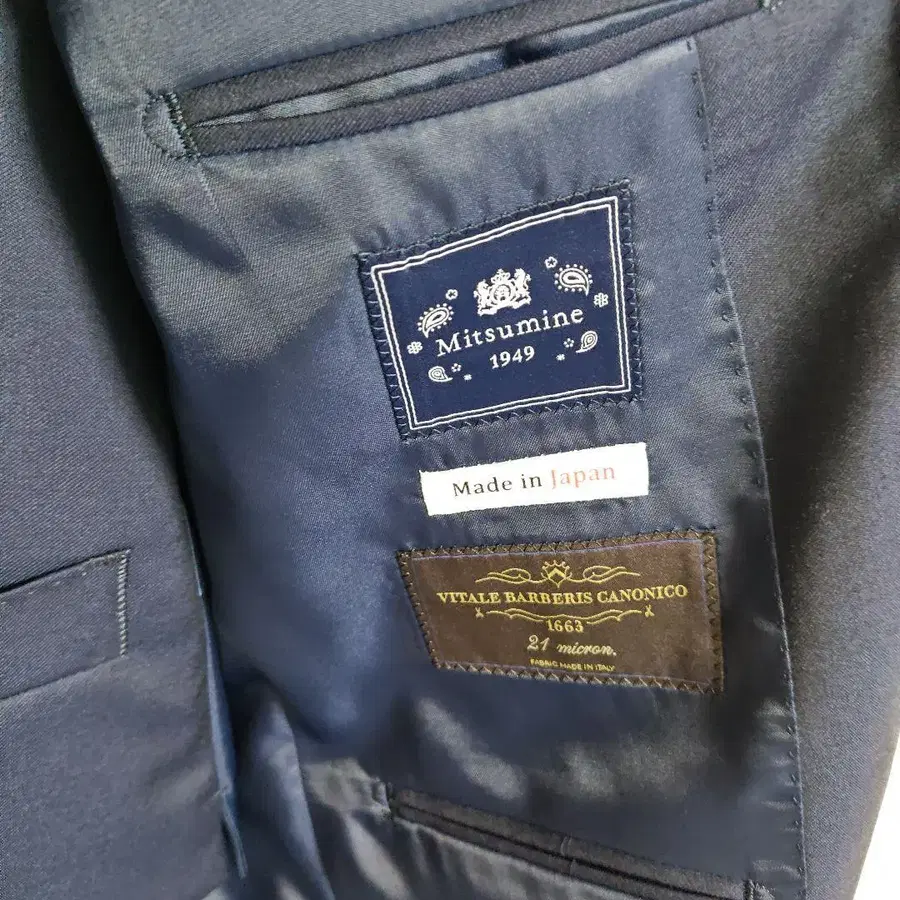 Mitsumine
1949
Made in Japan
VITALE BARBERIS CANONICO
1663
21 micron.
FABRIC MADE IN ITALY